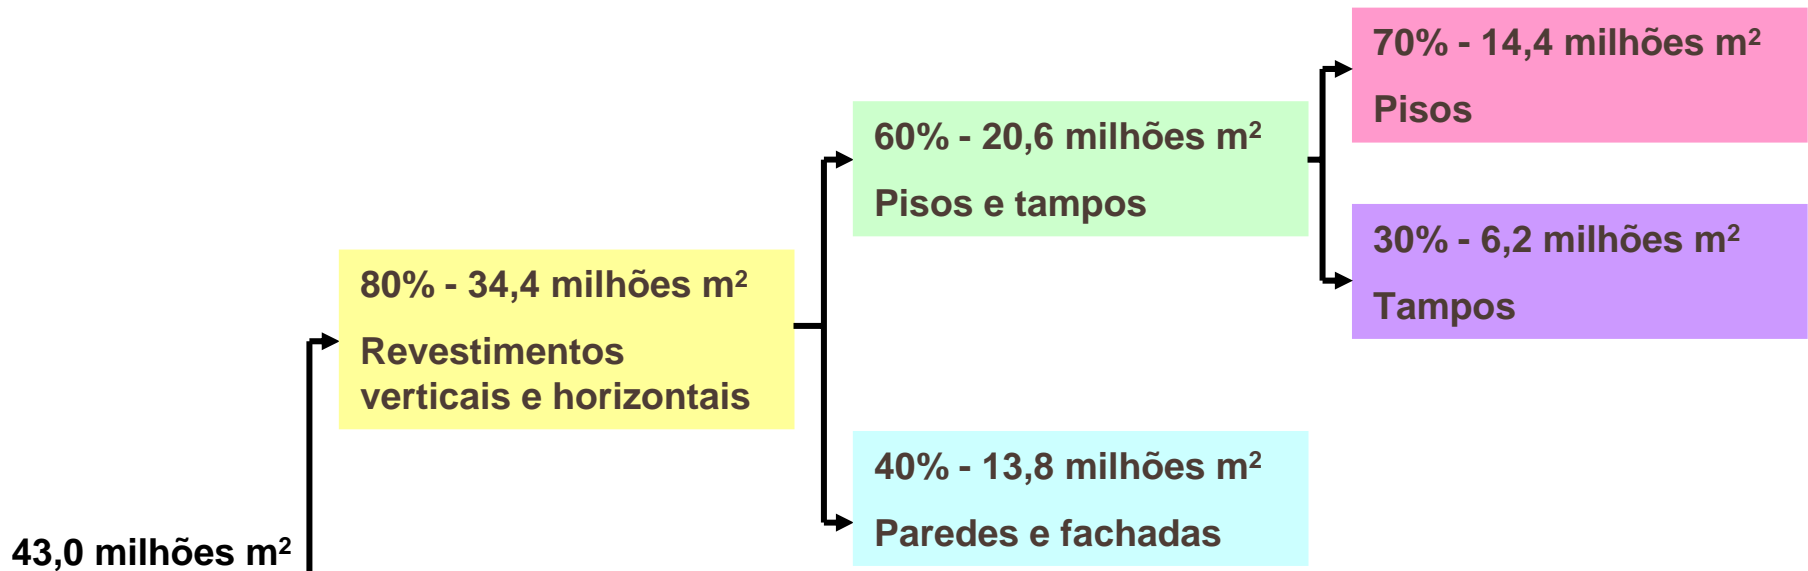 70% - 14,4 milhões m²
Pisos
60% - 20,6 milhões m²
Pisos e tampos
30% - 6,2 milhões m²
Tampos
80% - 34,4 milhões m²
Revestimentos
verticais e horizontais
40% - 13,8 milhões m²
Paredes e fachadas
43,0 milhões m²